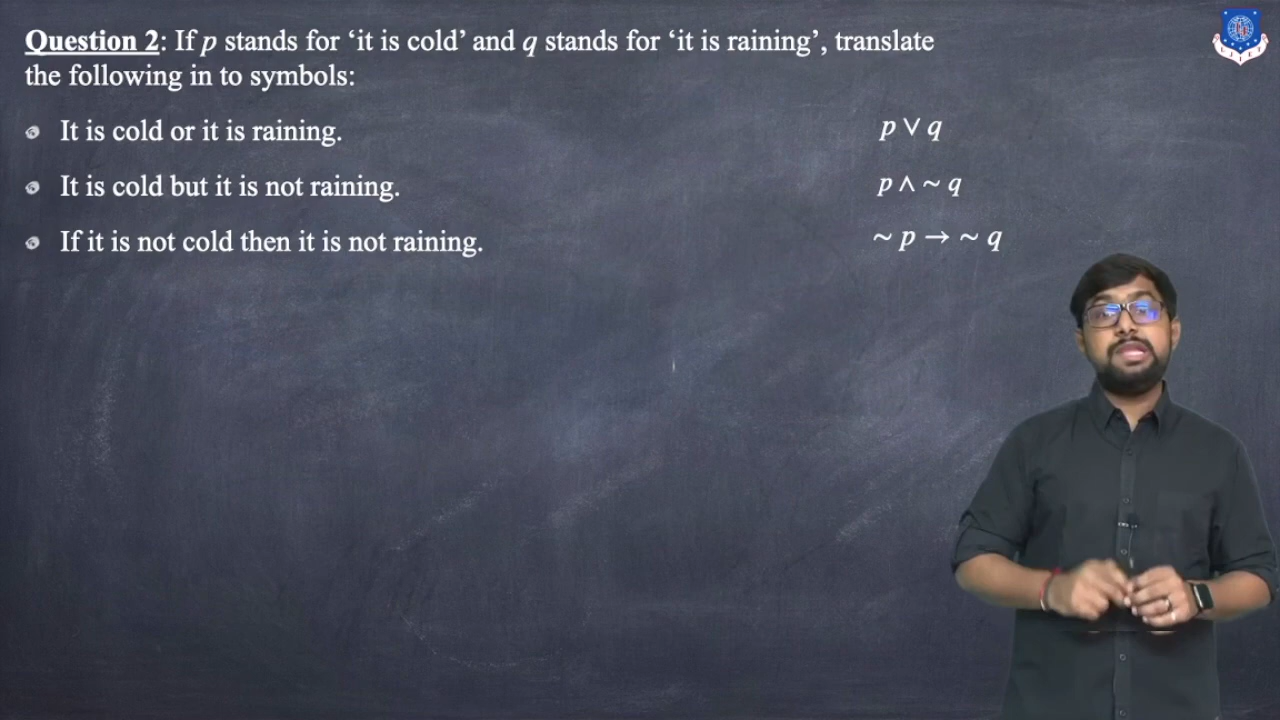 Question 2: If p stands for ‘it is cold’ and q stands for ‘it is raining’, translate
the following in to symbols:
It is cold or it is raining. p ∨ q
It is cold but it is not raining. p ∧ ~ q
If it is not cold then it is not raining. ~ p → ~ q